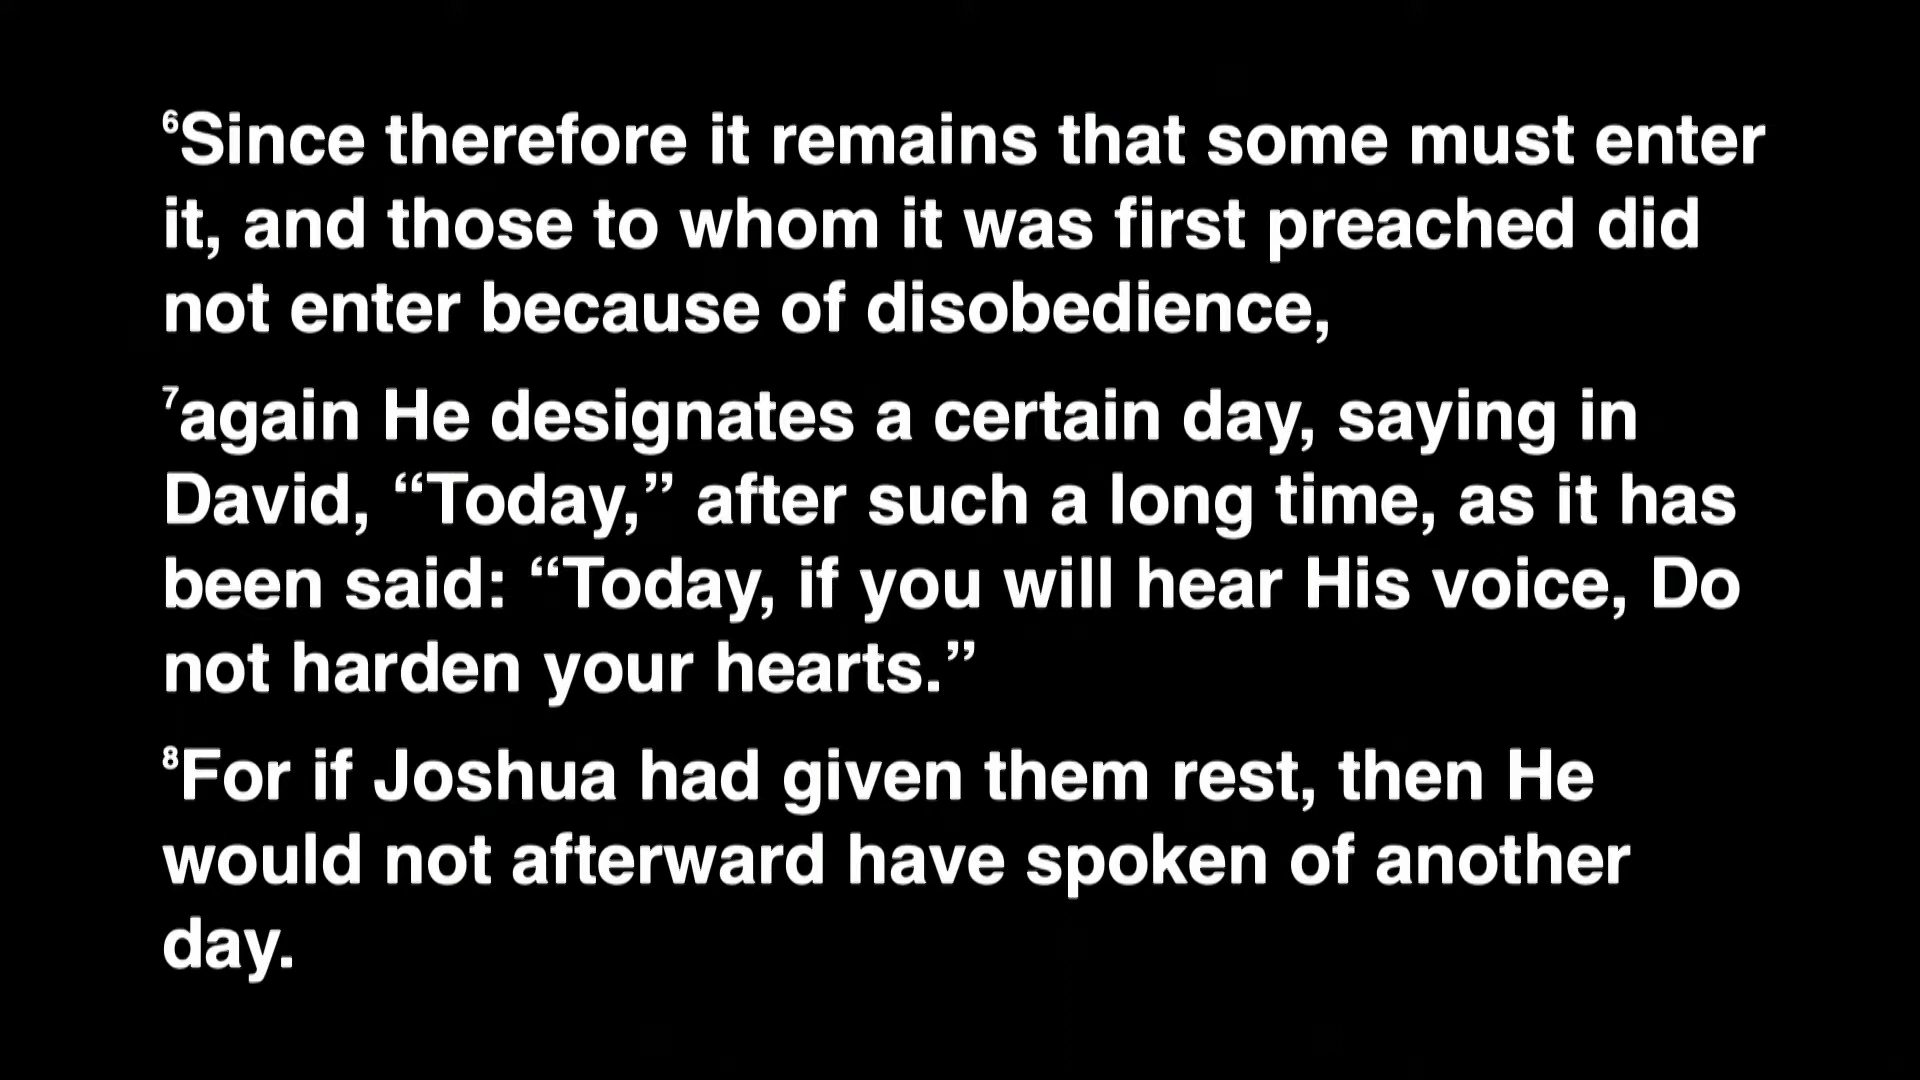 ⁶Since therefore it remains that some must enter
it, and those to whom it was first preached did
not enter because of disobedience,
⁷again He designates a certain day, saying in
David, “Today,” after such a long time, as it has
been said: “Today, if you will hear His voice, Do
not harden your hearts.”
⁸For if Joshua had given them rest, then He
would not afterward have spoken of another
day.